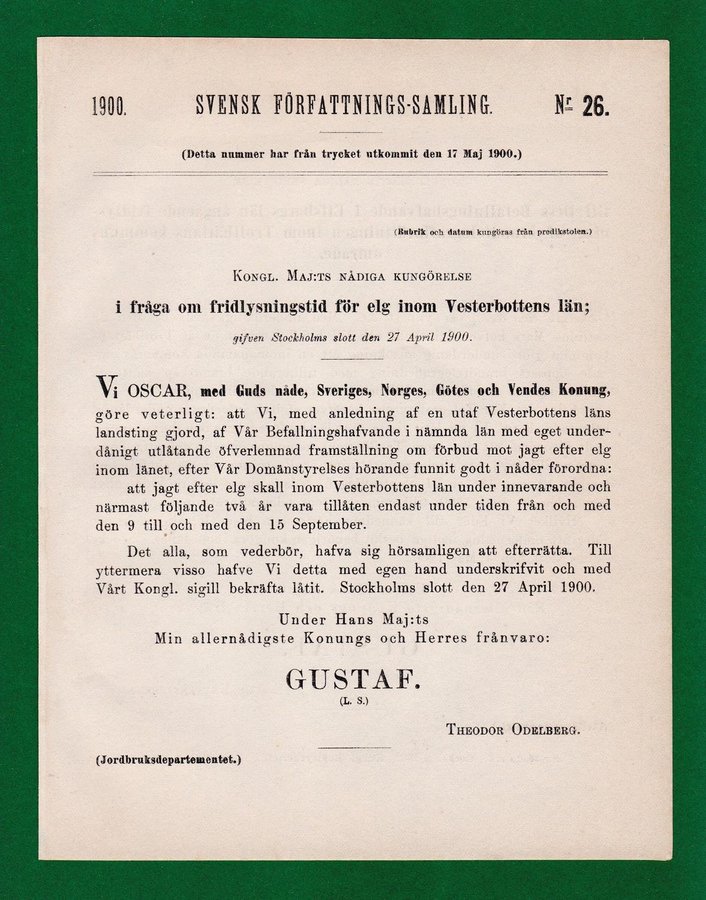 1900. SVENSK FÖRFATTNINGS-SAMLING. Nr 26.
(Detta nummer har från trycket utkommit den 17 Maj 1900.)
(Rubrik och datum kungöras från predikstolen.)
KONGL. MAJ:TS NÅDIGA KUNGÖRELSE
i fråga om fridlysningstid för elg inom Vesterbottens län;
gifven Stockholms slott den 27 April 1900.
Vi OSCAR, med Guds nåde, Sveriges, Norges, Götes och Vendes Konung,
göre veterligt: att Vi, med anledning af en utaf Vesterbottens läns
landsting gjord, af Vår Befallningshafvande i nämnda län med eget under-
dånigt utlåtande öfverlemnad framställning om förbud mot jagt efter elg
inom länet, efter Vår Domänstyrelses hörande funnit godt i nåder förordna:
att jagt efter elg skall inom Vesterbottens län under innevarande och
närmast följande två år vara tillåten endast under tiden från och med
den 9 till och med den 15 September.
Det alla, som vederbör, hafva sig hörsamligen att efterrätta. Till
yttermera visso hafve Vi detta med egen hand underskrifvit och med
Vårt Kongl. sigill bekräfta låtit. Stockholms slott den 27 April 1900.
Under Hans Maj:ts
Min allernådigste Konungs och Herres frånvaro:
GUSTAF.
(L. S.)
THEODOR ODELBERG.
(Jordbruksdepartementet.)